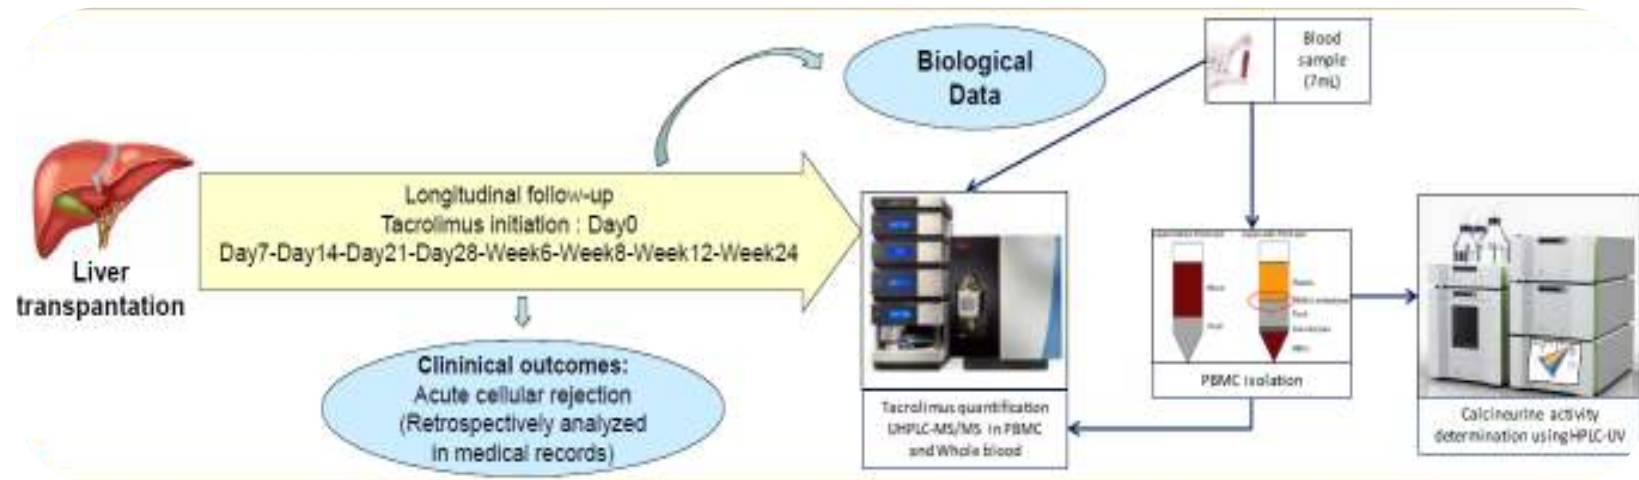 Liver
transpantation
Longitudinal follow-up
Tacrolimus initiation : Day0
Day7-Day14-Day21-Day28-Week6-Week8-Week12-Week24
Biological
Data
Clininical outcomes:
Acute cellular rejection
(Retrospectively analyzed
in medical records)
Blood
sample
(7mL)
Tacrolimus quantification
UHPLC-MS/MS in PBMC
and Whole blood
PBMC Isolation
Calcineurine activity
determination using HPLC-UV